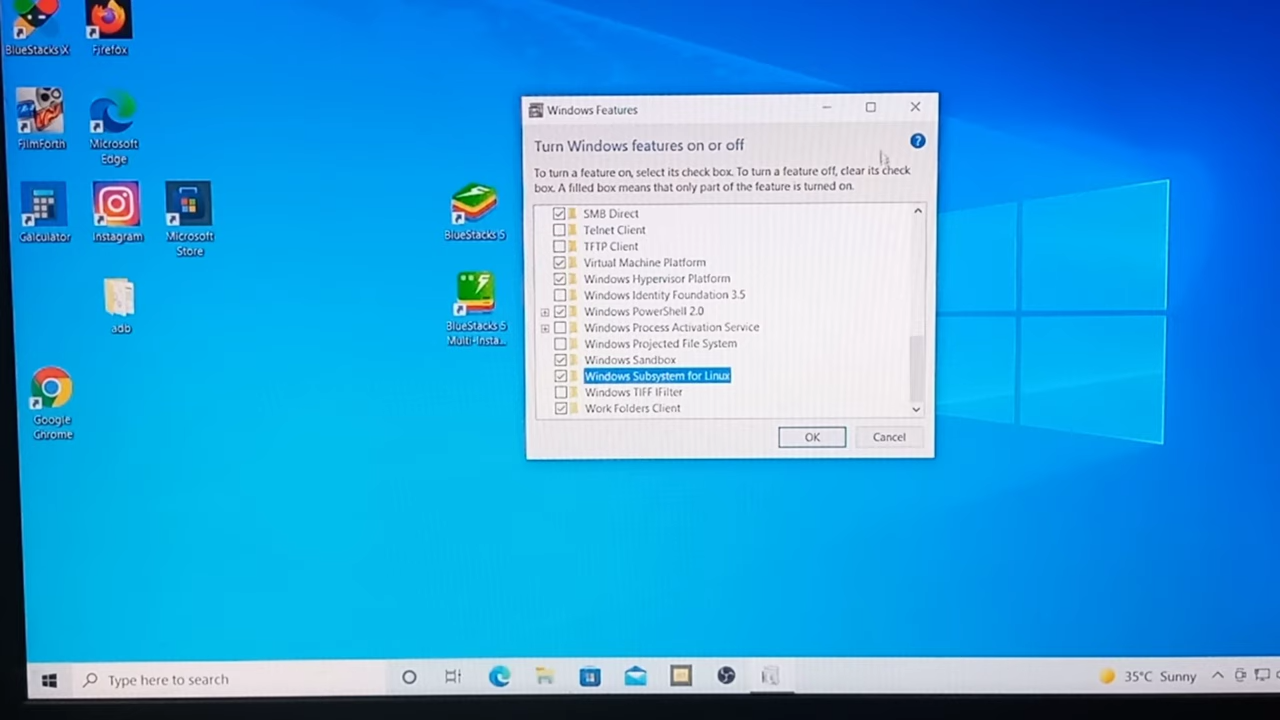 BlueStacks X
Firefox
FilmForth
Microsoft
Edge
Calculator
Instagram
Microsoft
Store
adb
Google
Chrome
BlueStacks 5
BlueStacks 5
Multi-Insta...
Windows Features
Turn Windows features on or off
?
To turn a feature on, select its check box. To turn a feature off, clear its check
box. A filled box means that only part of the feature is turned on.
SMB Direct
Telnet Client
TFTP Client
Virtual Machine Platform
Windows Hypervisor Platform
Windows Identity Foundation 3.5
Windows PowerShell 2.0
Windows Process Activation Service
Windows Projected File System
Windows Sandbox
Windows Subsystem for Linux
Windows TIFF IFilter
Work Folders Client
OK
Cancel
Type here to search
35°C Sunny